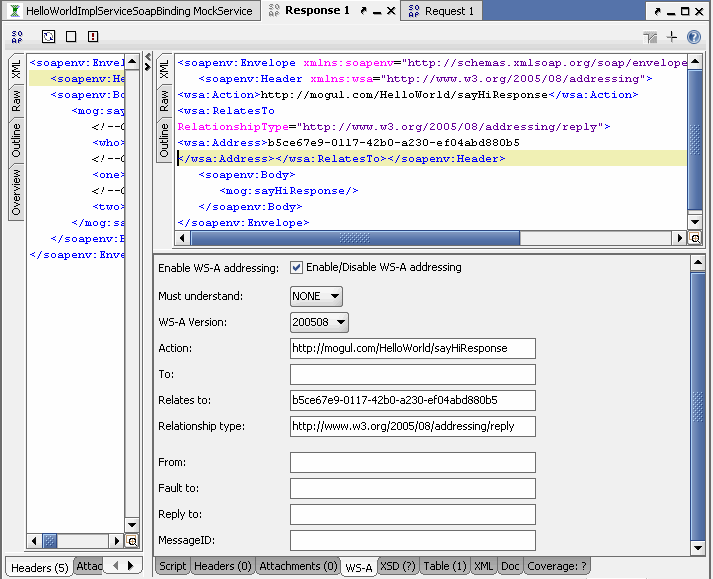 HelloWorldImplServiceSoapBinding MockService
SO AP Response 1
SO AP Request 1
SO AP
XML
Raw
Outline
Overview
<soapenv:Envel
<soapenv:He
<soapenv:Bo
<mog:say
<!--O
<who>
<!--O
<one>
<!--O
<two>
</mog:sa
</soapenv:B
</soapenv:Enve
Headers (5)
Attac
XML
Raw
Outline
<soapenv:Envelope xmlns:soapenv="http://schemas.xmlsoap.org/soap/envelope
<soapenv:Header xmlns:wsa="http://www.w3.org/2005/08/addressing">
<wsa:Action>http://mogul.com/HelloWorld/sayHiResponse</wsa:Action>
<wsa:RelatesTo
RelationshipType="http://www.w3.org/2005/08/addressing/reply">
<wsa:Address>b5ce67e9-0117-42b0-a230-ef04abd880b5
</wsa:Address></wsa:RelatesTo></soapenv:Header>
<soapenv:Body>
<mog:sayHiResponse/>
</soapenv:Body>
</soapenv:Envelope>
Enable WS-A addressing: Enable/Disable WS-A addressing
Must understand: NONE
WS-A Version: 200508
Action: http://mogul.com/HelloWorld/sayHiResponse
To:
Relates to: b5ce67e9-0117-42b0-a230-ef04abd880b5
Relationship type: http://www.w3.org/2005/08/addressing/reply
From:
Fault to:
Reply to:
MessageID:
Script Headers (0) Attachments (0) WS-A XSD (?) Table (1) XML Doc Coverage: ?